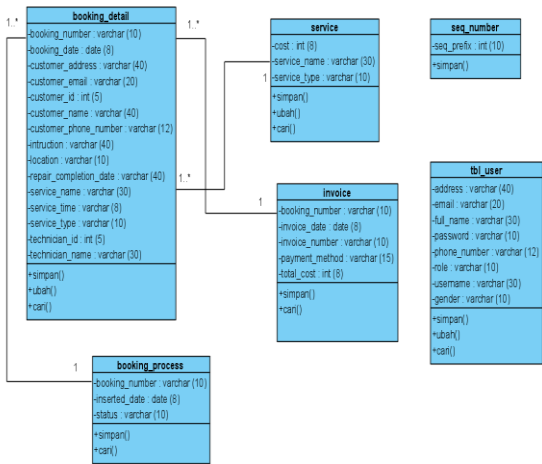 booking_detail
-booking_number : varchar (10)
-booking_date : date (8)
-customer_address : varchar (40)
-customer_email : varchar (20)
-customer_id : int (5)
-customer_name : varchar (40)
-customer_phone_number : varchar (12)
-intruction : varchar (40)
-location : varchar (10)
-repair_completion_date : varchar (40)
-service_name : varchar (30)
-service_time : varchar (8)
-service_type : varchar (10)
-technician_id : int (5)
-technician_name : varchar (30)
+simpan()
+ubah()
+cari()
1..*
1..*
1..*
service
-cost : int (8)
-service_name : varchar (30)
-service_type : varchar (10)
+simpan()
+ubah()
+cari()
1
seq_number
-seq_prefix : int (10)
+simpan()
invoice
-booking_number : varchar (10)
-invoice_date : date (8)
-invoice_number : varchar (10)
-payment_method : varchar (15)
-total_cost : int (8)
+simpan()
+cari()
1
tbl_user
-address : varchar (40)
-email : varchar (20)
-full_name : varchar (30)
-password : varchar (10)
-phone_number : varchar (12)
-role : varchar (10)
-username : varchar (30)
-gender : varchar (10)
+simpan()
+ubah()
+cari()
booking_process
-booking_number : varchar (10)
-inserted_date : date (8)
-status : varchar (10)
+simpan()
+cari()
1